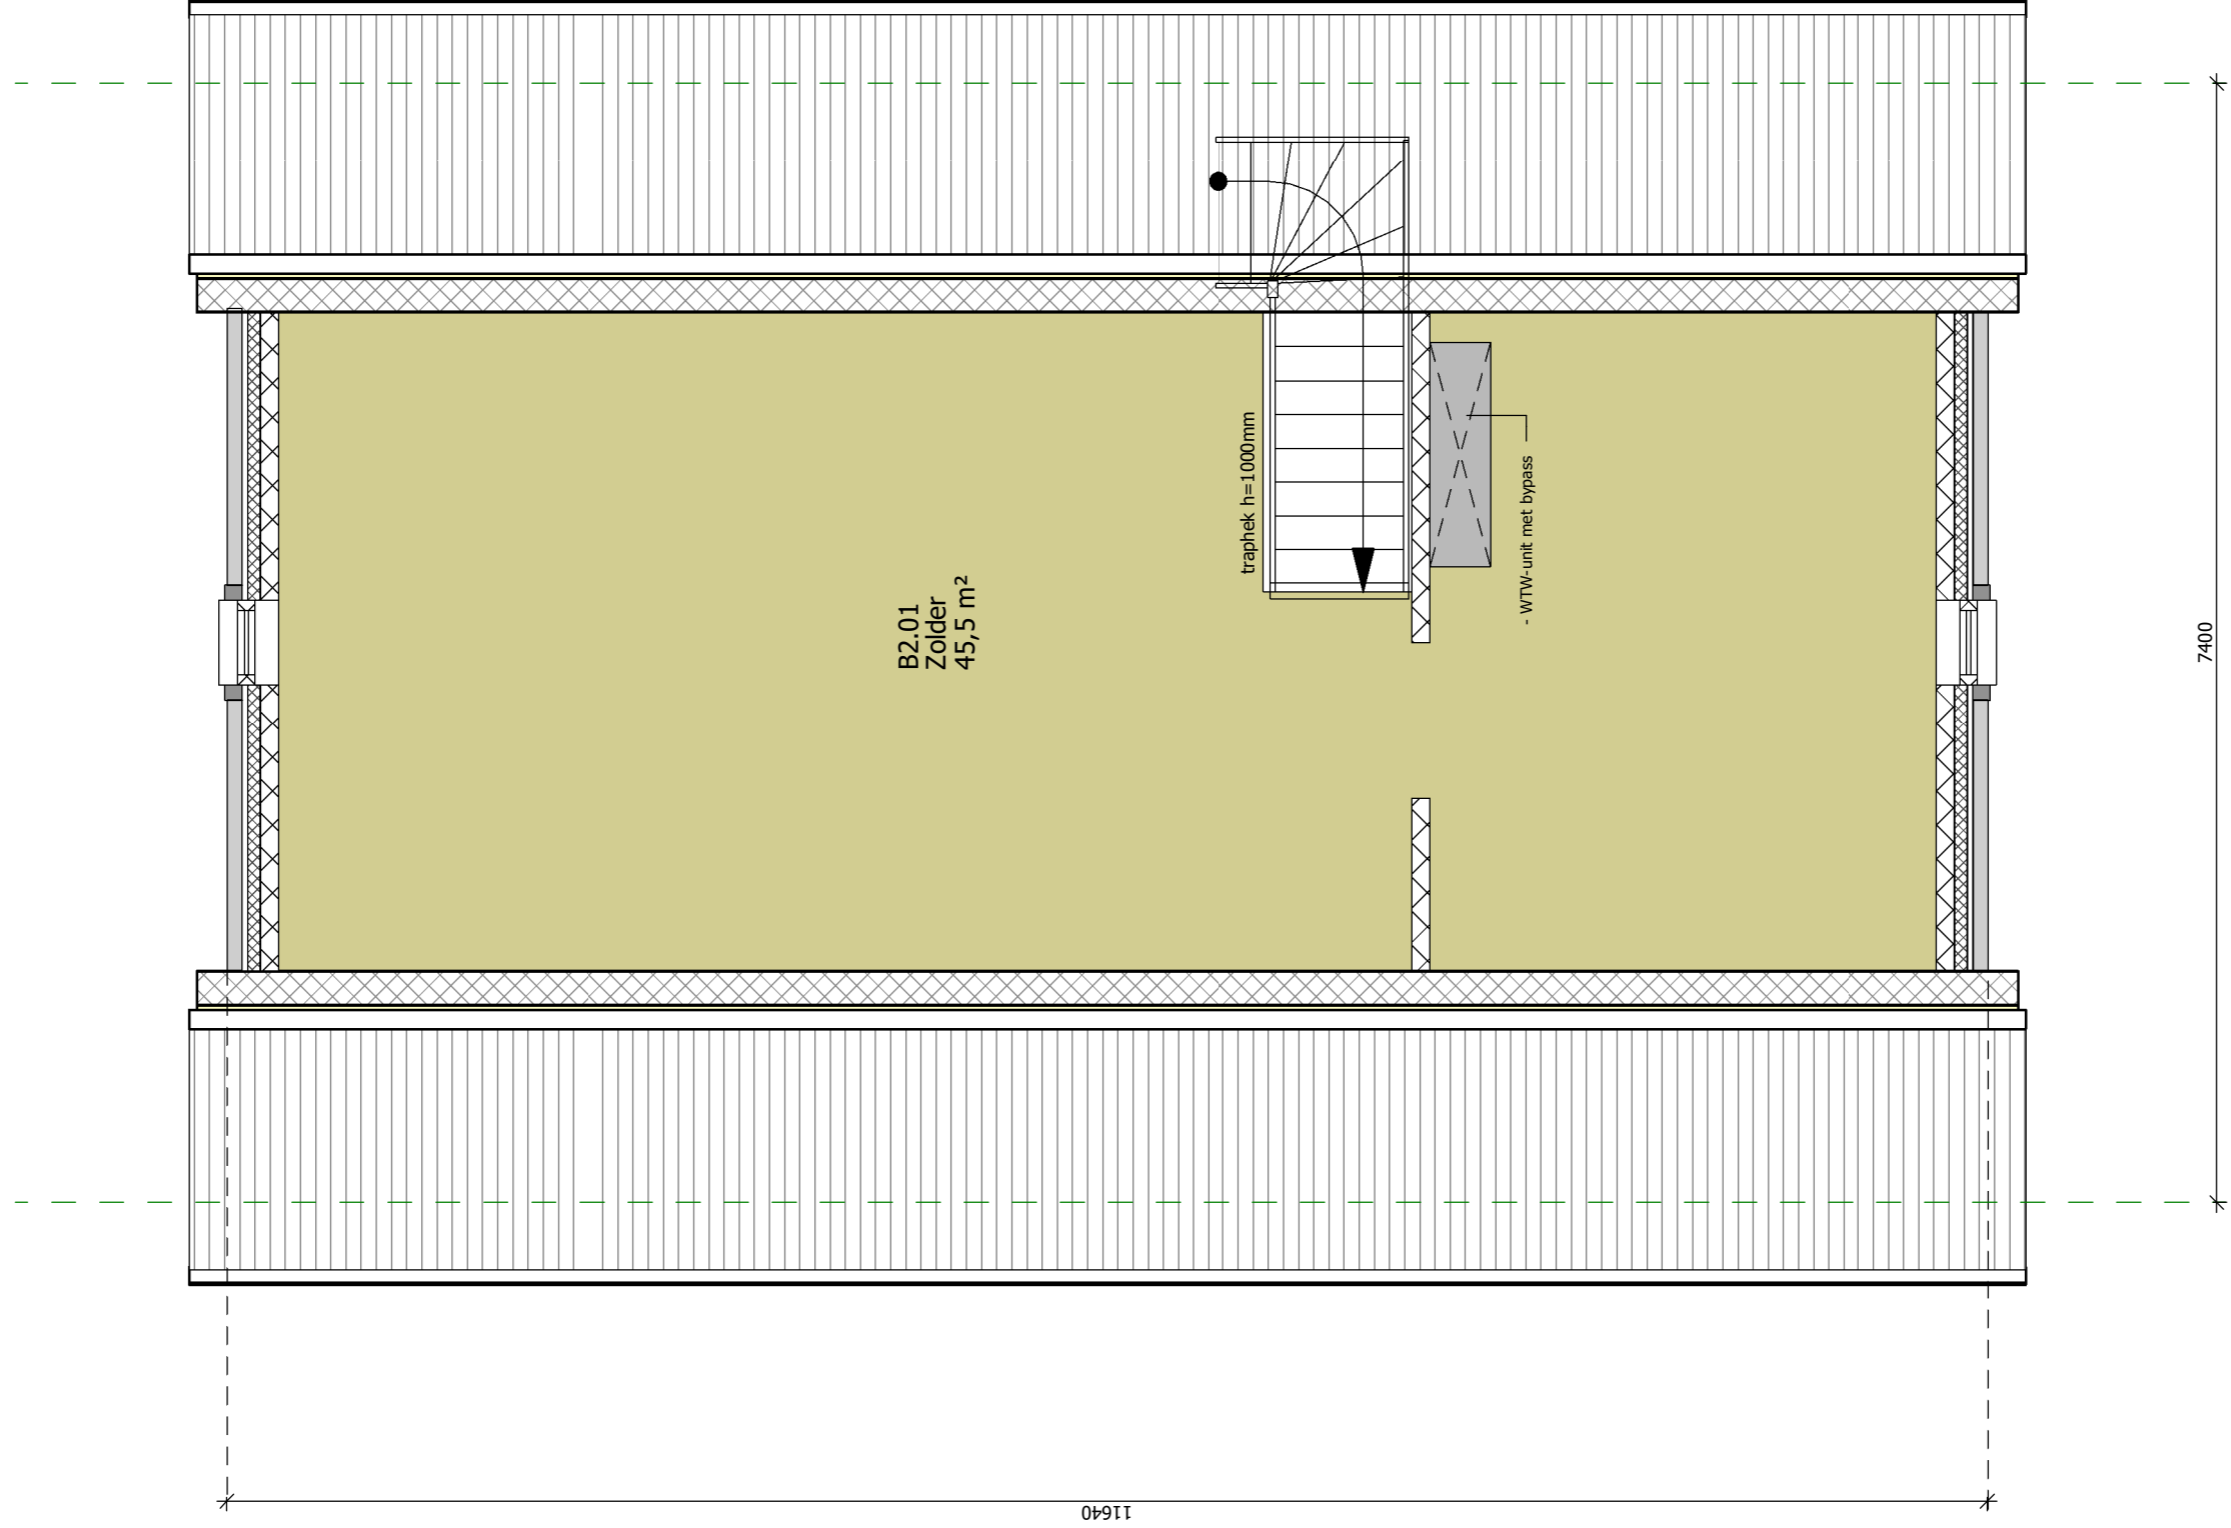 B2.01
Zolder
45,5 m²
traphek h=1000mm
- WTW-unit met bypass
7400
11640